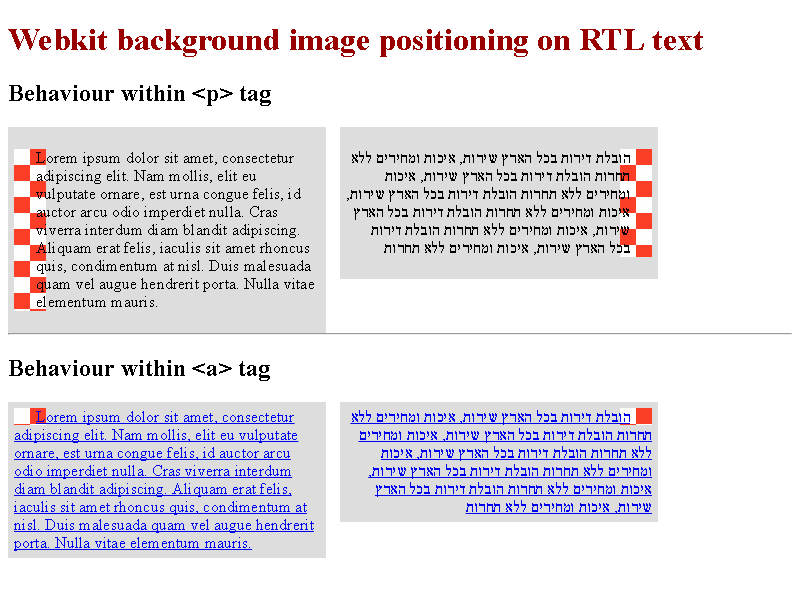 Webkit background image positioning on RTL text
Behaviour within <p> tag
Lorem ipsum dolor sit amet, consectetur
adipiscing elit. Nam mollis, elit eu
vulputate ornare, est urna congue felis, id
auctor arcu odio imperdiet nulla. Cras
viverra interdum diam blandit adipiscing.
Aliquam erat felis, iaculis sit amet rhoncus
quis, condimentum at nisl. Duis malesuada
quam vel augue hendrerit porta. Nulla vitae
elementum mauris.
הובלת דירות בכל הארץ שירות, איכות ומחירים ללא
תחרות הובלת דירות בכל הארץ שירות, איכות
ומחירים ללא תחרות הובלת דירות בכל הארץ שירות,
איכות ומחירים ללא תחרות הובלת דירות בכל הארץ
שירות, איכות ומחירים ללא תחרות הובלת דירות
בכל הארץ שירות, איכות ומחירים ללא תחרות
Behaviour within <a> tag
Lorem ipsum dolor sit amet, consectetur
adipiscing elit. Nam mollis, elit eu vulputate
ornare, est urna congue felis, id auctor arcu
odio imperdiet nulla. Cras viverra interdum
diam blandit adipiscing. Aliquam erat felis,
iaculis sit amet rhoncus quis, condimentum at
nisl. Duis malesuada quam vel augue hendrerit
porta. Nulla vitae elementum mauris.
הובלת דירות בכל הארץ שירות, איכות ומחירים ללא
תחרות הובלת דירות בכל הארץ שירות, איכות ומחירים
ללא תחרות הובלת דירות בכל הארץ שירות, איכות
ומחירים ללא תחרות הובלת דירות בכל הארץ שירות,
איכות ומחירים ללא תחרות הובלת דירות בכל הארץ
שירות, איכות ומחירים ללא תחרות